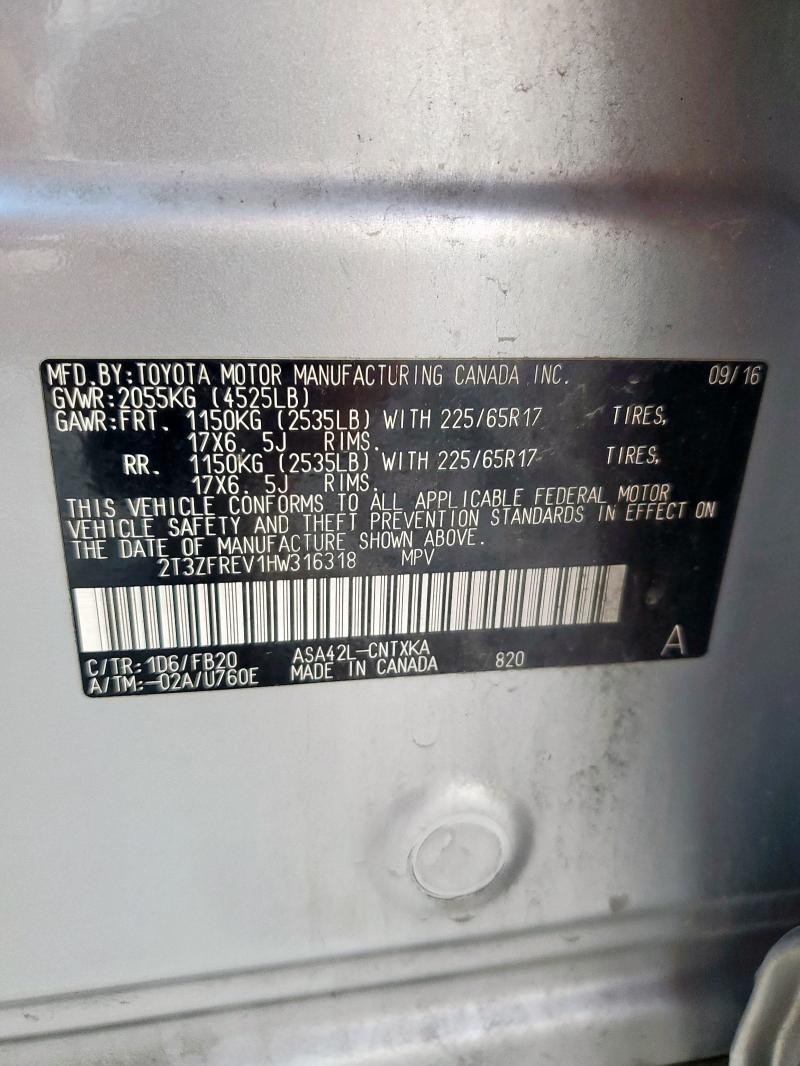 MFD.BY:TOYOTA MOTOR MANUFACTURING CANADA INC. 09/16
GVWR:2055KG (4525LB)
GAWR:FRT. 1150KG (2535LB) WITH 225/65R17 TIRES,
17X6. 5J RIMS.
RR. 1150KG (2535LB) WITH 225/65R17 TIRES,
17X6. 5J RIMS.
THIS VEHICLE CONFORMS TO ALL APPLICABLE FEDERAL MOTOR
VEHICLE SAFETY AND THEFT PREVENTION STANDARDS IN EFFECT ON
THE DATE OF MANUFACTURE SHOWN ABOVE.
2T3ZFREV1HW316318 MPV
C/TR:1D6/FB20 ASA42L-CNTXKA 820 A
A/TM:-02A/U760E MADE IN CANADA